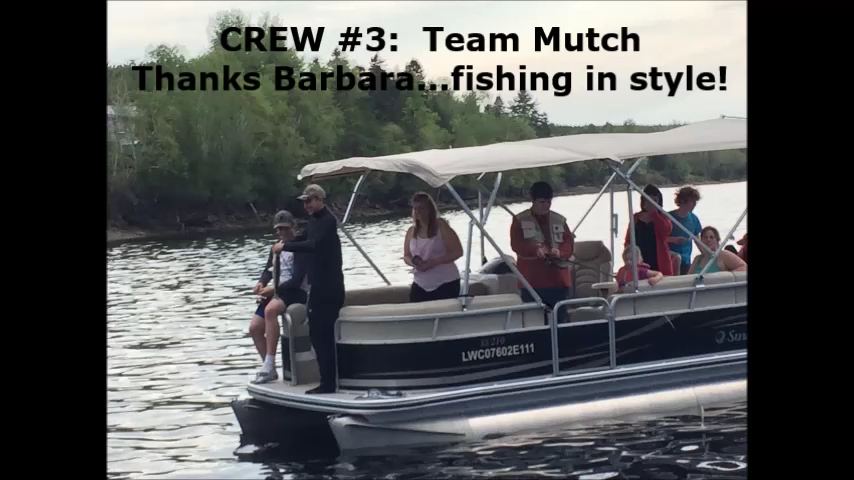 CREW #3:  Team Mutch
Thanks Barbara...fishing in style!
LWC07602E111